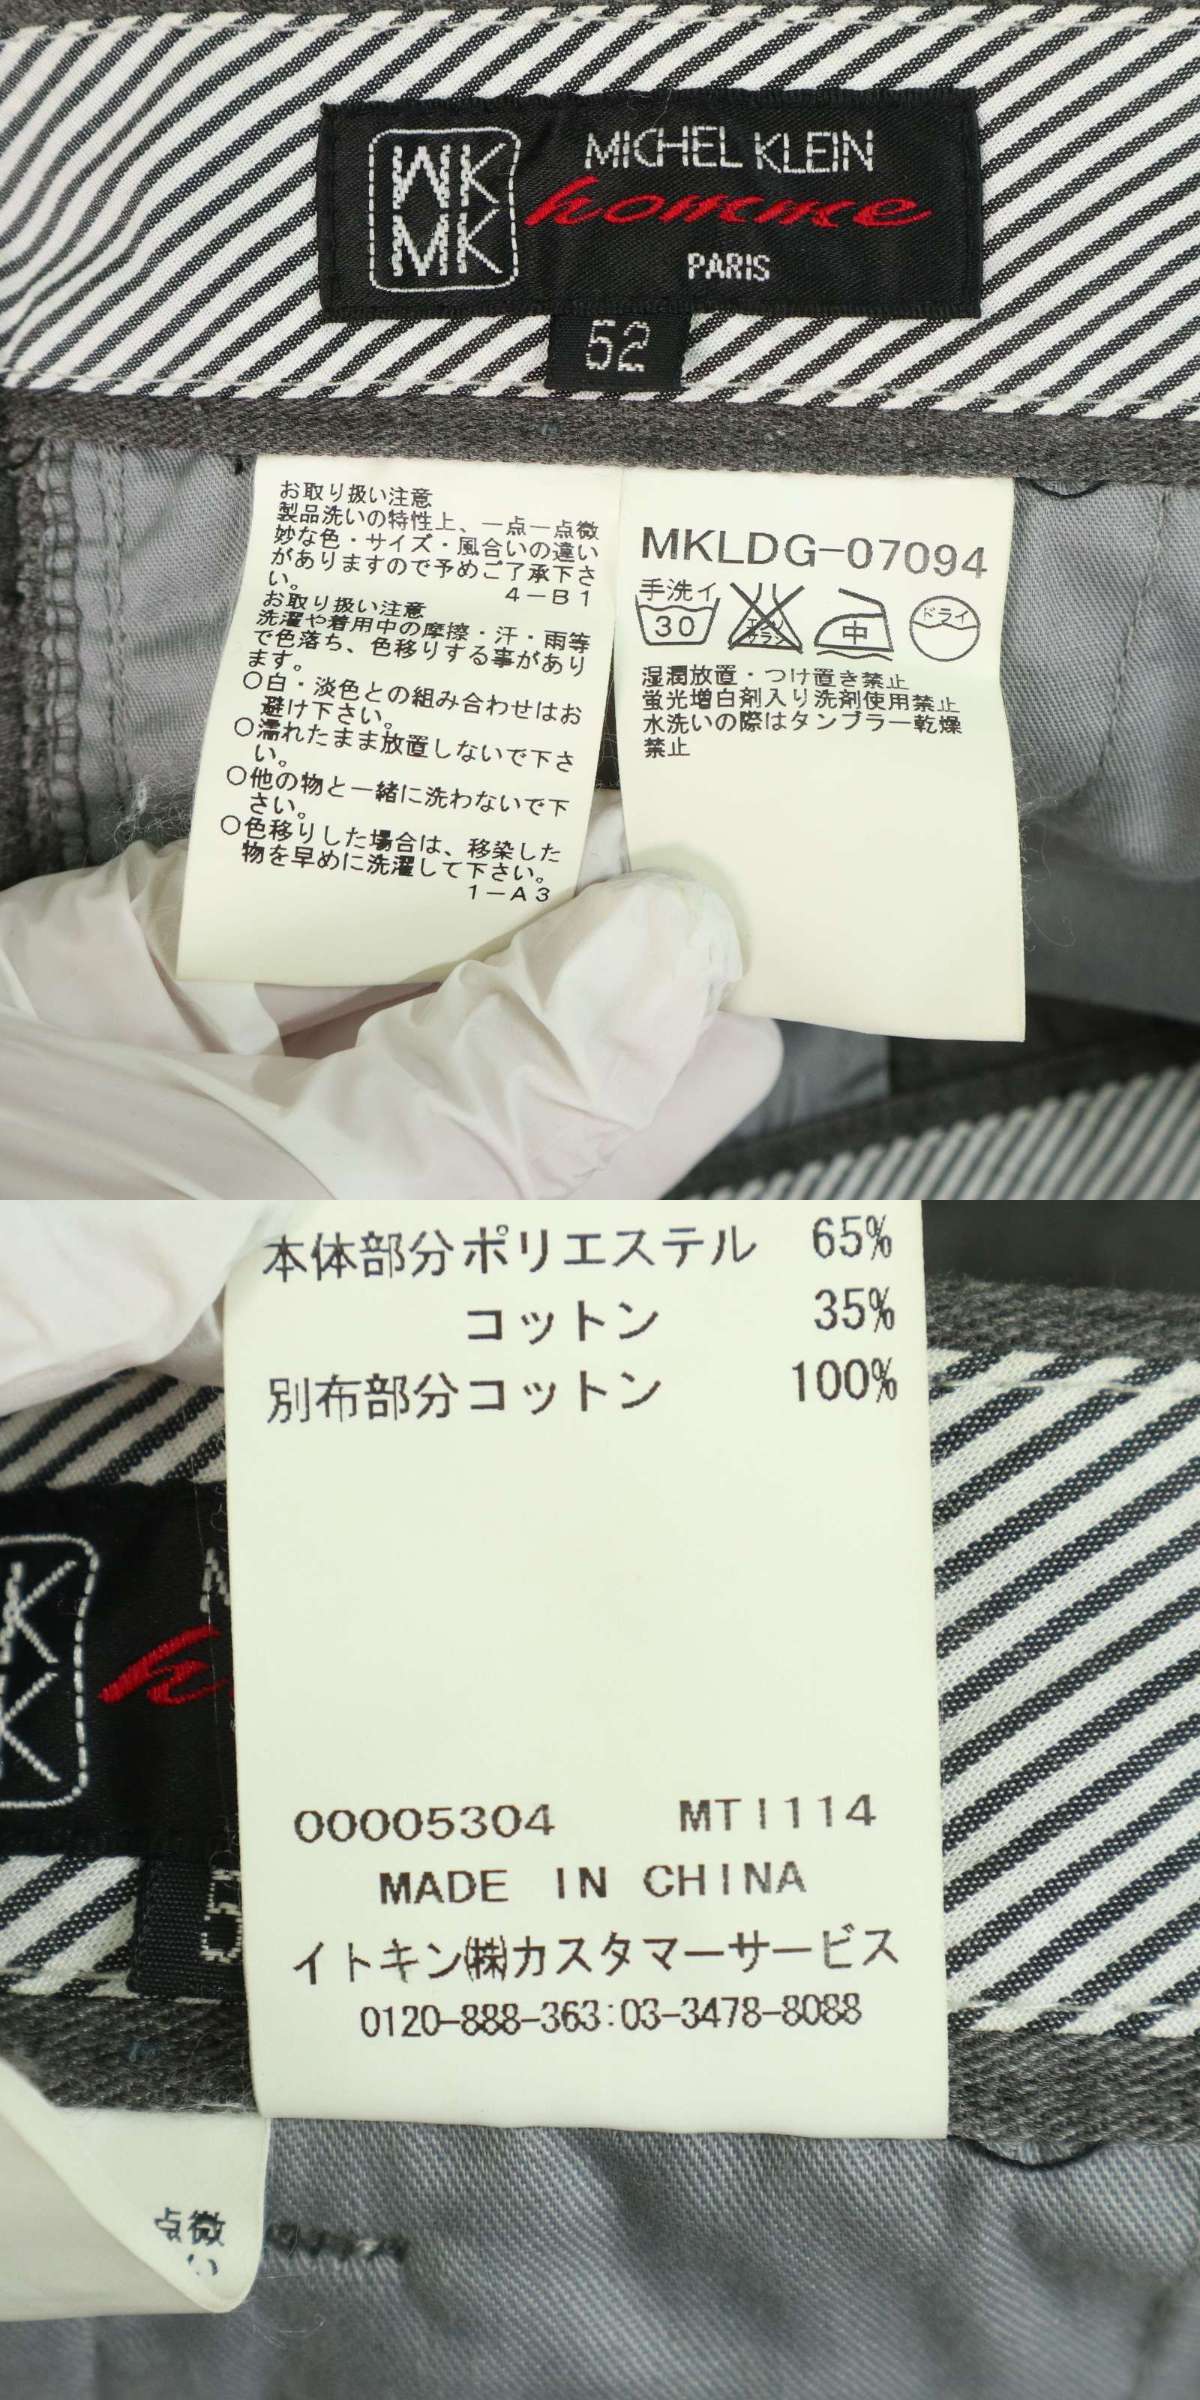 MK
MK
MICHEL KLEIN
homme
PARIS
52
お取り扱い注意
製品洗いの特性上、一点一点微
妙な色・サイズ・風合いの違い
がありますので予めご了承下さ
い。
4-B1
お取り扱い注意
洗濯や着用中の摩擦・汗・雨等
で色落ち、色移りする事があり
ます。
○白・淡色との組み合わせはお
避け下さい。
○濡れたまま放置しないで下さ
い。
○他の物と一緒に洗わないで下
さい。
○色移りした場合は、移染した
物を早めに洗濯して下さい。
1-A3
MKLDG-07094
手洗イ
30
エンソ
サラシ
中
ドライ
湿潤放置・つけ置き禁止
蛍光増白剤入り洗剤使用禁止
水洗いの際はタンブラー乾燥
禁止
本体部分ポリエステル 65%
コットン 35%
別布部分コットン 100%
K
K
h
00005304 MTI114
MADE IN CHINA
イトキン㈱カスタマーサービス
0120-888-363:03-3478-8088
点微
い